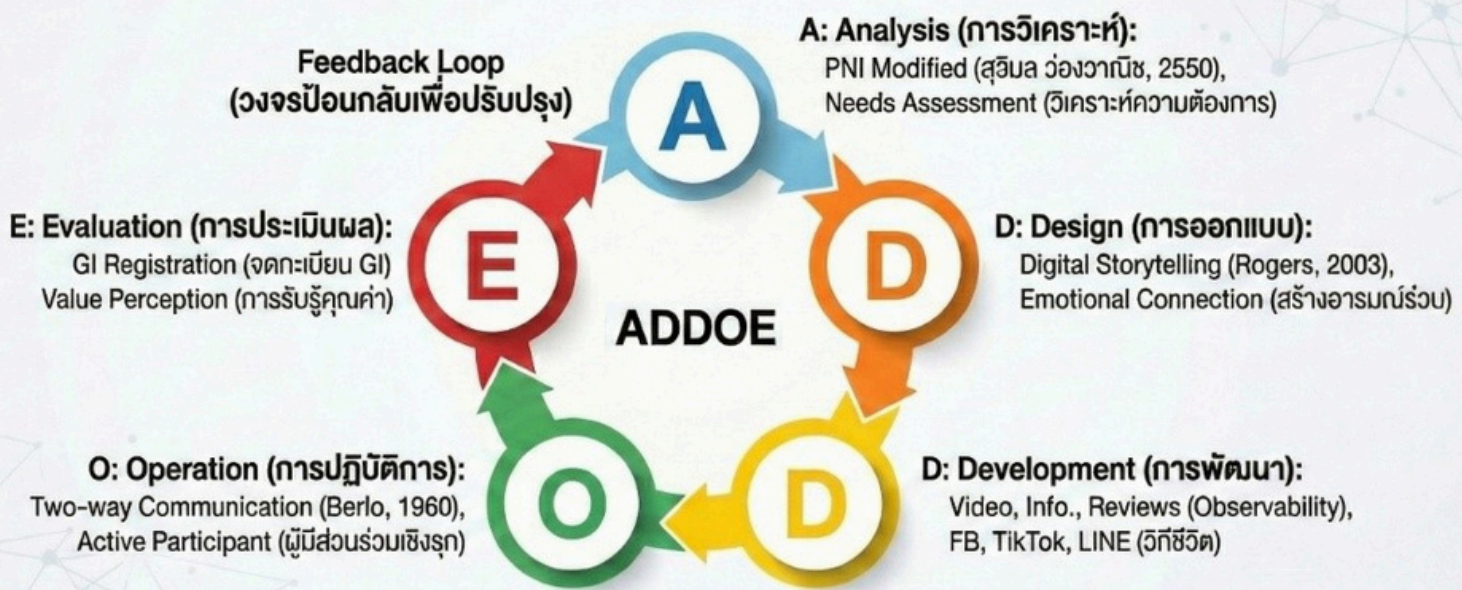 Feedback Loop
(วงจรป้อนกลับเพื่อปรับปรุง)
A
A: Analysis (การวิเคราะห์):
PNI Modified (สุวิมล ว่องวาณิช, 2550),
Needs Assessment (วิเคราะห์ความต้องการ)
E: Evaluation (การประเมินผล):
GI Registration (จดทะเบียน GI)
Value Perception (การรับรู้คุณค่า)
E
ADDOE
D
D: Design (การออกแบบ):
Digital Storytelling (Rogers, 2003),
Emotional Connection (สร้างอารมณ์ร่วม)
O: Operation (การปฏิบัติการ):
Two-way Communication (Berlo, 1960),
Active Participant (ผู้มีส่วนร่วมเชิงรุก)
O
D
D: Development (การพัฒนา):
Video, Info., Reviews (Observability),
FB, TikTok, LINE (วิถีชีวิต)